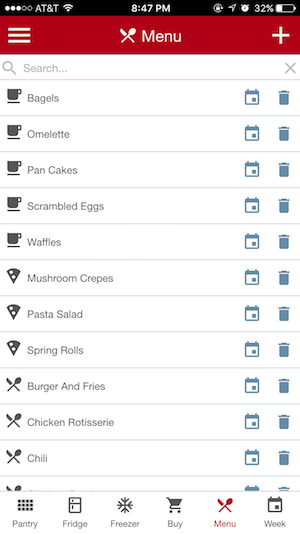 AT&T 8:47 PM 32%
Menu
Search...
Bagels
Omelette
Pan Cakes
Scrambled Eggs
Waffles
Mushroom Crepes
Pasta Salad
Spring Rolls
Burger And Fries
Chicken Rotisserie
Chili
Pantry Fridge Freezer Buy Menu Week